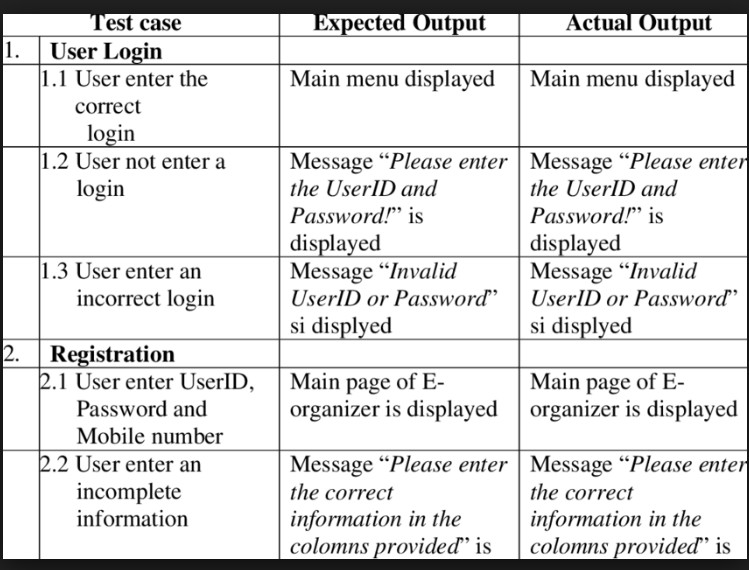 Test case Expected Output Actual Output
1. User Login
1.1 User enter the Main menu displayed Main menu displayed
correct
login
1.2 User not enter a Message “Please enter Message “Please enter
login the UserID and the UserID and
Password!” is Password!” is
displayed displayed
1.3 User enter an Message “Invalid Message “Invalid
incorrect login UserID or Password” UserID or Password”
si displyed si displyed
2. Registration
2.1 User enter UserID, Main page of E- Main page of E-
Password and organizer is displayed organizer is displayed
Mobile number
2.2 User enter an Message “Please enter Message “Please enter
incomplete the correct the correct
information information in the information in the
colomns provided” is colomns provided” is